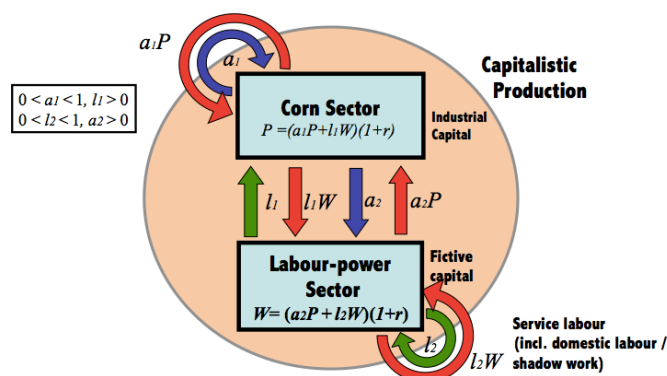 a1P
a1
Capitalistic
Production
0 < a1 < 1, l1 > 0
0 < l2 < 1, a2 > 0
Corn Sector
P =(a1P+l1W)(1+r)
Industrial
Capital
l1
l1W
a2
a2P
Labour-power
Sector
W= (a2P + l2W)(1+r)
Fictive
capital
l2
l2W
Service labour
(incl. domestic labour /
shadow work)